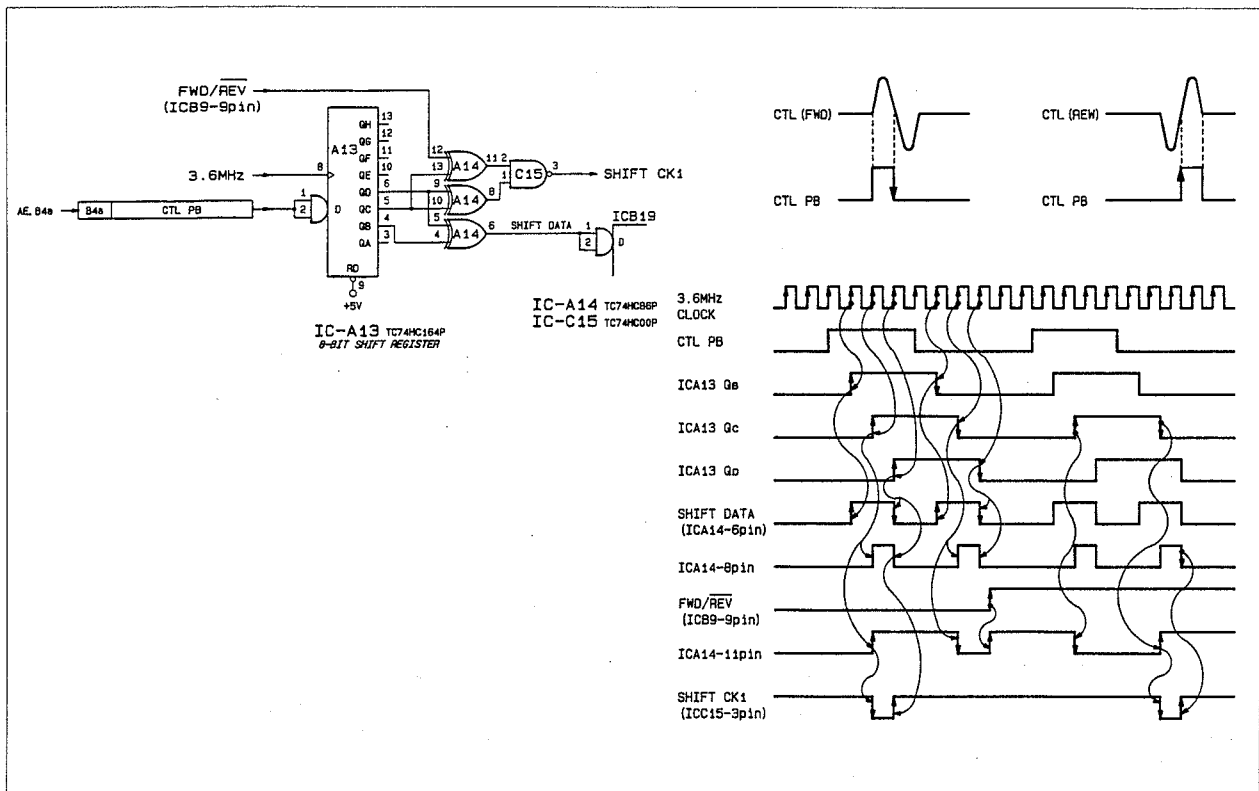 FWD/REV
(ICB9-9pin)
3.6MHz
AE.B4a
B4a
CTL PB
A13
QH
QG
QF
QE
QD
QC
QB
QA
13
12
11
10
6
5
4
3
8
1
2
D
RD
9
+5V
IC-A13 TC74HC164P
8-BIT SHIFT REGISTER
12
13
A14
11
9
10
A14
8
5
4
A14
6
2
1
C15
3
SHIFT CK1
SHIFT DATA
ICB19
1
2
D
IC-A14 TC74HC86P
IC-C15 TC74HC00P
CTL (FWD)
CTL PB
CTL (REW)
CTL PB
3.6MHz
CLOCK
CTL PB
ICA13 QB
ICA13 QC
ICA13 QD
SHIFT DATA
(ICA14-6pin)
ICA14-8pin
FWD/REV
(ICB9-9pin)
ICA14-11pin
SHIFT CK1
(ICC15-3pin)